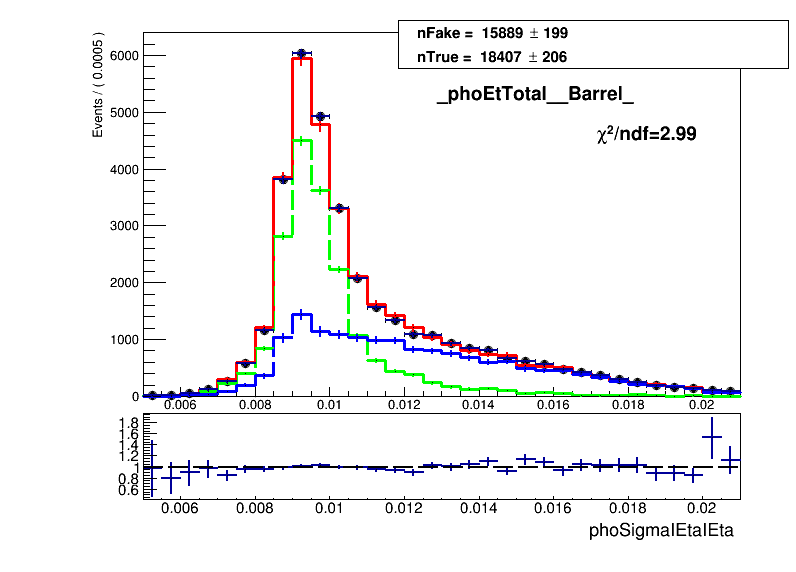 nFake = 15889 ± 199
nTrue = 18407 ± 206
_phoEtTotal__Barrel_
χ²/ndf=2.99
Events / ( 0.0005 )
6000
5000
4000
3000
2000
1000
0
0.006 0.008 0.01 0.012 0.014 0.016 0.018 0.02
1.8
1.6
1.4
1.2
1
0.8
0.6
0.006 0.008 0.01 0.012 0.014 0.016 0.018 0.02
phoSigmaIEtaIEta